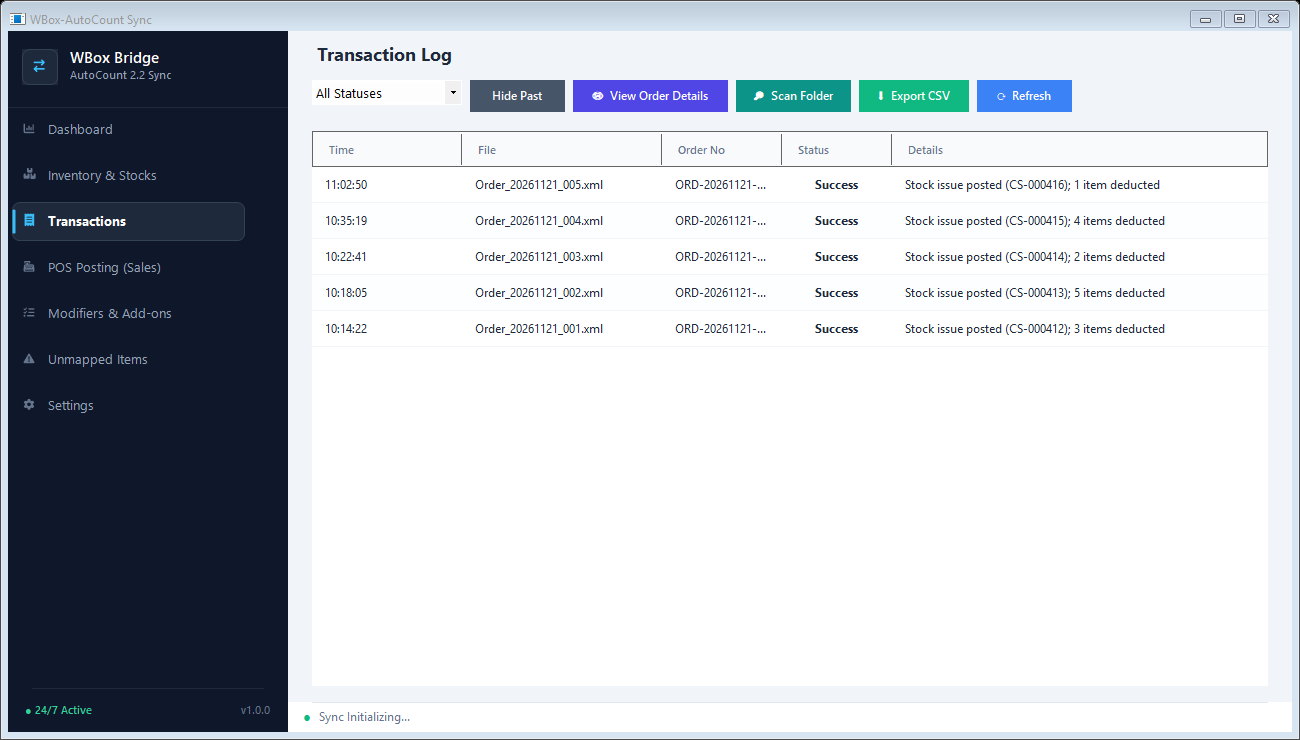 WBox-AutoCount Sync
WBox Bridge
AutoCount 2.2 Sync
Dashboard
Inventory & Stocks
Transactions
POS Posting (Sales)
Modifiers & Add-ons
Unmapped Items
Settings
24/7 Active
v1.0.0
Transaction Log
All Statuses
Hide Past
View Order Details
Scan Folder
Export CSV
Refresh
Time File Order No Status Details
11:02:50 Order_20261121_005.xml ORD-20261121-... Success Stock issue posted (CS-000416); 1 item deducted
10:35:19 Order_20261121_004.xml ORD-20261121-... Success Stock issue posted (CS-000415); 4 items deducted
10:22:41 Order_20261121_003.xml ORD-20261121-... Success Stock issue posted (CS-000414); 2 items deducted
10:18:05 Order_20261121_002.xml ORD-20261121-... Success Stock issue posted (CS-000413); 5 items deducted
10:14:22 Order_20261121_001.xml ORD-20261121-... Success Stock issue posted (CS-000412); 3 items deducted
Sync Initializing...